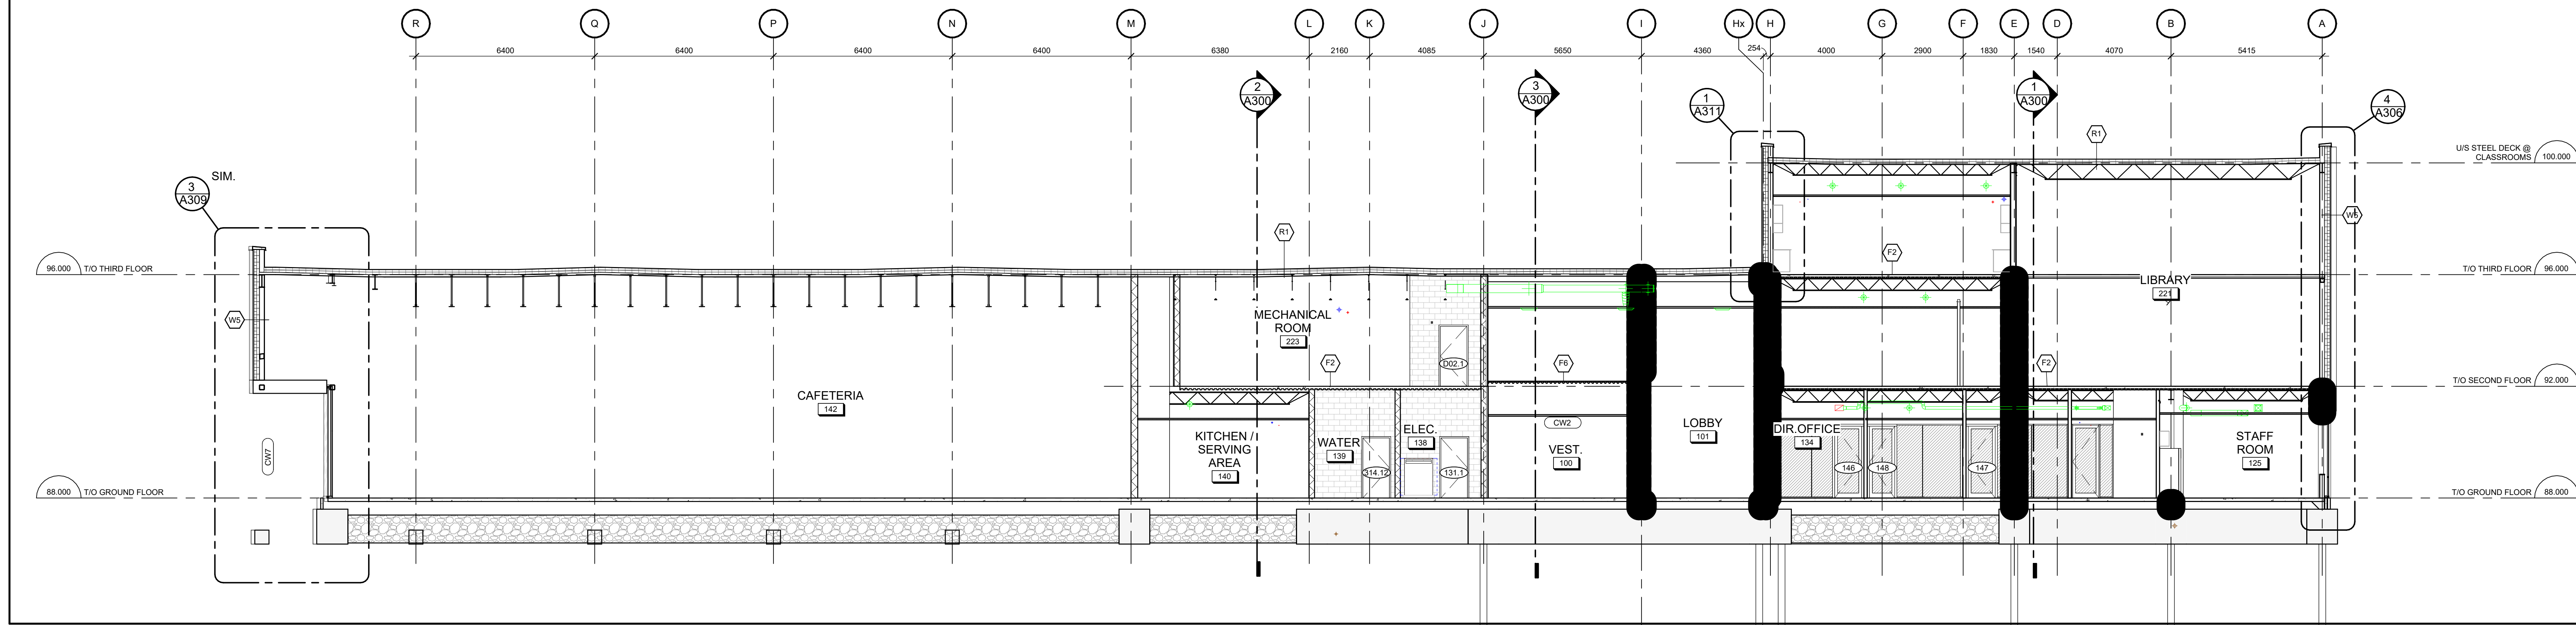 R Q P N M L K J I Hx H G F E D B A
6400 6400 6400 6400 6380 2160 4085 5650 4360 254 4000 2900 1830 1540 4070 5415
2
A300
3
A300
1
A311
1
A300
4
A306
R1
U/S STEEL DECK @
CLASSROOMS
100.000
SIM.
3
A309
W5
R1
F2
96.000 T/O THIRD FLOOR
T/O THIRD FLOOR 96.000
LIBRARY
221
W5
MECHANICAL
ROOM
223
F2
D02.1
F6
F2
T/O SECOND FLOOR 92.000
CAFETERIA
142
CW2
KITCHEN /
SERVING
AREA
140
WATER
139
ELEC.
138
314.12
131.1
VEST.
100
LOBBY
101
DIR.OFFICE
134
146
148
147
STAFF
ROOM
125
CW7
88.000 T/O GROUND FLOOR
T/O GROUND FLOOR 88.000